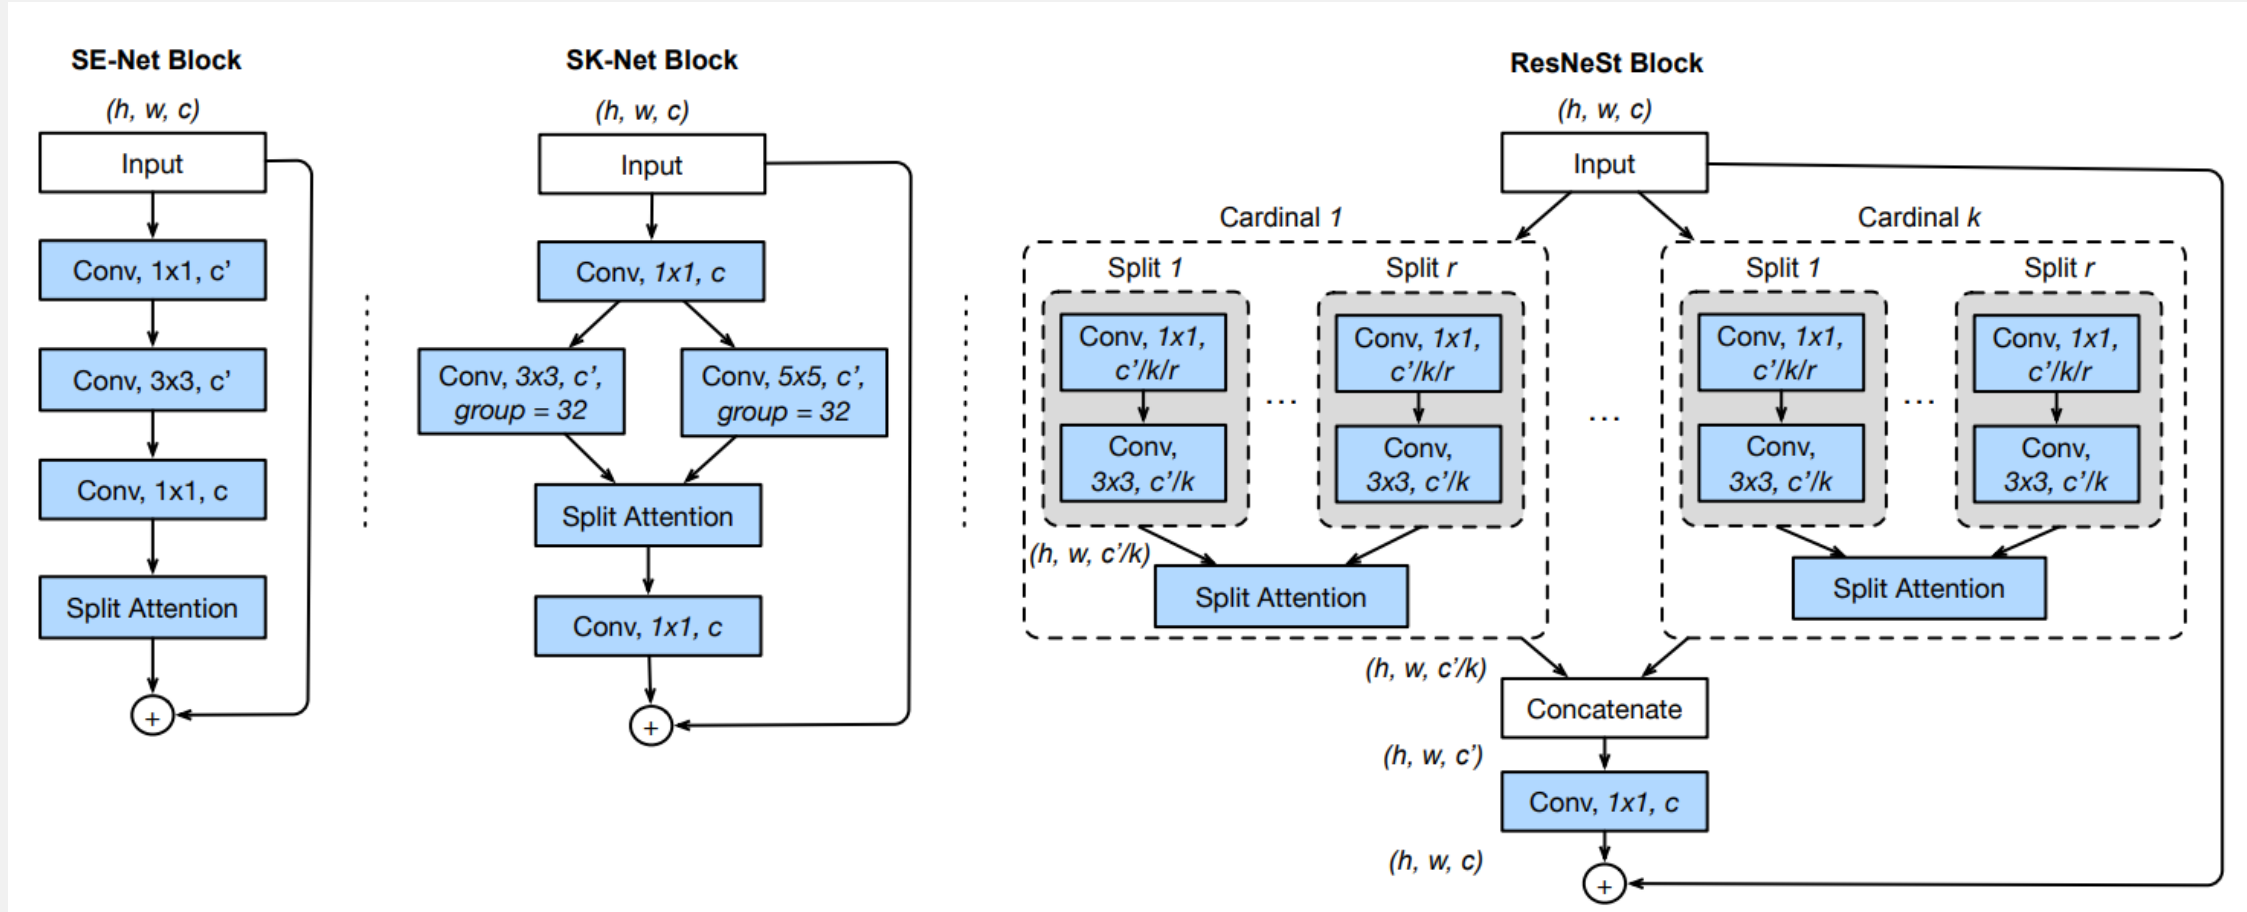 SE-Net Block
(h, w, c)
Input
Conv, 1x1, c’
Conv, 3x3, c’
Conv, 1x1, c
Split Attention
+
SK-Net Block
(h, w, c)
Input
Conv, 1x1, c
Conv, 3x3, c’,
group = 32
Conv, 5x5, c’,
group = 32
Split Attention
Conv, 1x1, c
+
ResNeSt Block
(h, w, c)
Input
Cardinal 1
Split 1
Conv, 1x1,
c’/k/r
Conv,
3x3, c’/k
...
Split r
Conv, 1x1,
c’/k/r
Conv,
3x3, c’/k
(h, w, c’/k)
Split Attention
...
Cardinal k
Split 1
Conv, 1x1,
c’/k/r
Conv,
3x3, c’/k
...
Split r
Conv, 1x1,
c’/k/r
Conv,
3x3, c’/k
Split Attention
(h, w, c’/k)
Concatenate
(h, w, c’)
Conv, 1x1, c
(h, w, c)
+